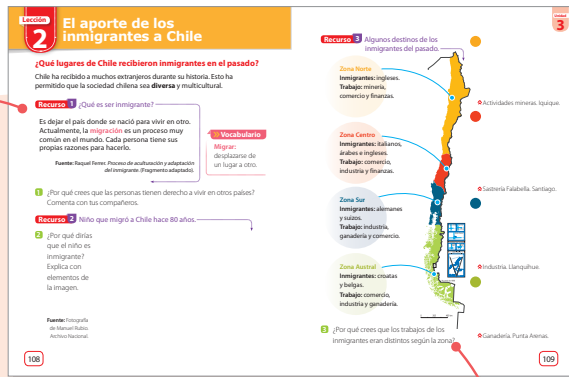 Lección
2
El aporte de los
inmigrantes a Chile
¿Qué lugares de Chile recibieron inmigrantes en el pasado?
Chile ha recibido a muchos extranjeros durante su historia. Esto ha
permitido que la sociedad chilena sea diversa y multicultural.
Recurso 1 ¿Qué es ser inmigrante?
Es dejar el país donde se nació para vivir en otro.
Actualmente, la migración es un proceso muy
común en el mundo. Cada persona tiene sus
propias razones para hacerlo.
Fuente: Raquel Ferrer. Proceso de aculturación y adaptación
del inmigrante. (Fragmento adaptado).
Vocabulario
Migrar:
desplazarse de
un lugar a otro.
1 ¿Por qué crees que las personas tienen derecho a vivir en otros países?
Comenta con tus compañeros.
Recurso 2 Niño que migró a Chile hace 80 años.
2 ¿Por qué dirías
que el niño es
inmigrante?
Explica con
elementos de
la imagen.
Fuente: Fotografía
de Manuel Rubio.
Archivo Nacional.
108
Unidad
3
Recurso 3 Algunos destinos de los
inmigrantes del pasado.
Zona Norte
Inmigrantes: ingleses.
Trabajo: minería,
comercio y finanzas.
Actividades mineras. Iquique.
Zona Centro
Inmigrantes: italianos,
árabes e ingleses.
Trabajo: comercio,
industria y finanzas.
Sastrería Falabella. Santiago.
Zona Sur
Inmigrantes: alemanes
y suizos.
Trabajo: industria,
ganadería y comercio.
Industria. Llanquihue.
Zona Austral
Inmigrantes: croatas
y belgas.
Trabajo: comercio,
industria y ganadería.
3 ¿Por qué crees que los trabajos de los
inmigrantes eran distintos según la zona?
Ganadería. Punta Arenas.
109